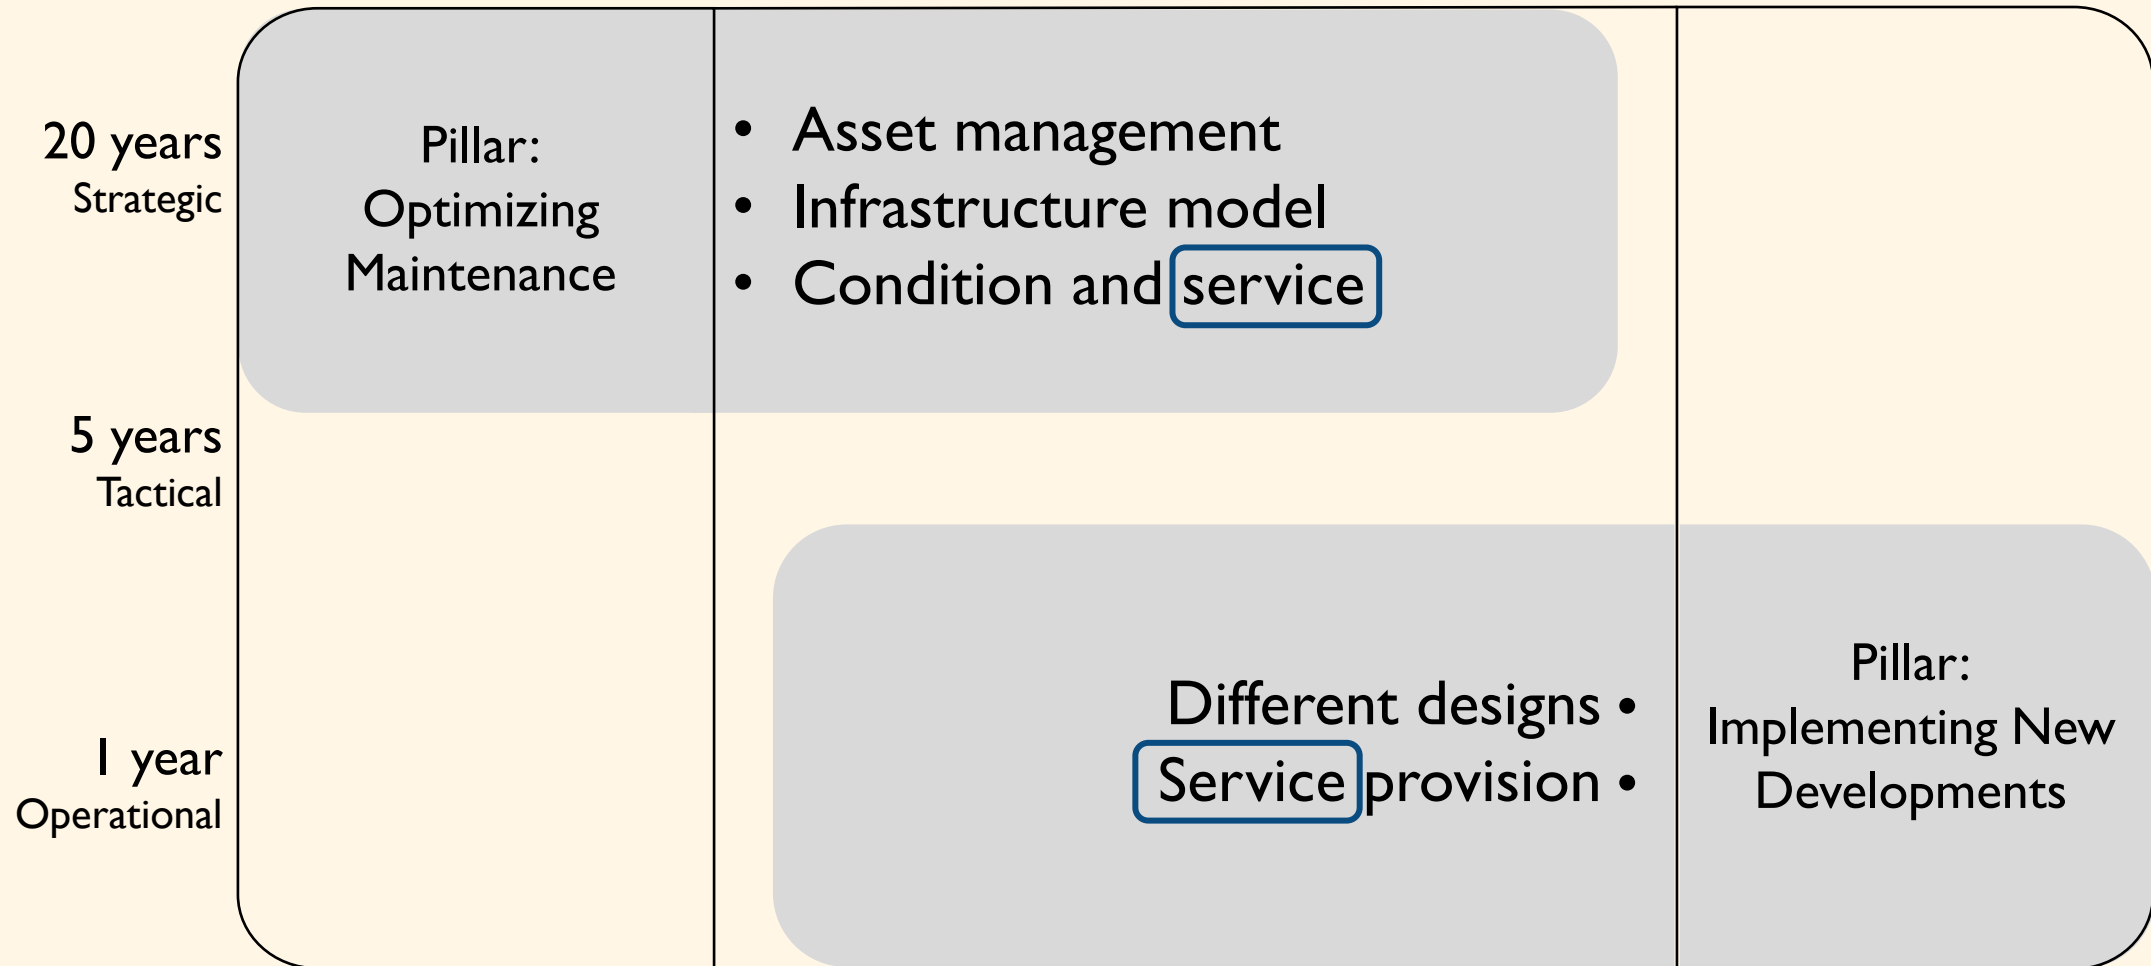 20 years
Strategic
Pillar:
Optimizing
Maintenance
• Asset management
• Infrastructure model
• Condition and service
5 years
Tactical
1 year
Operational
Different designs •
Service provision •
Pillar:
Implementing New
Developments